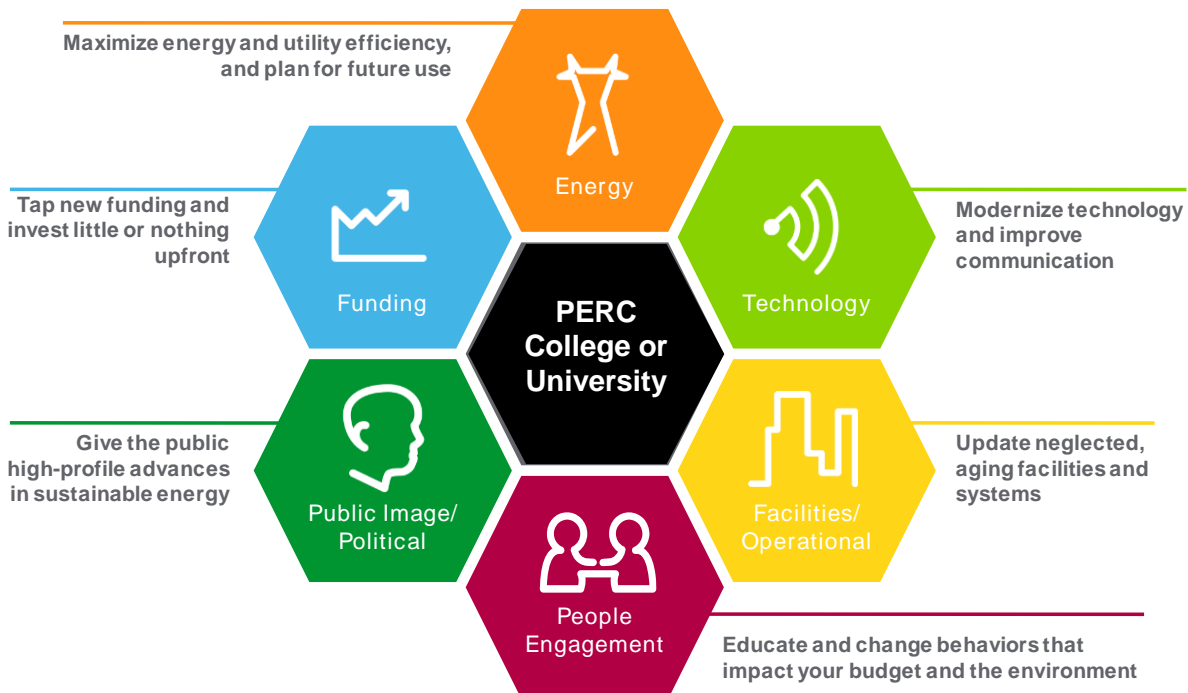 Maximize energy and utility efficiency,
and plan for future use
Energy
Tap new funding and
invest little or nothing
upfront
Funding
Modernize technology
and improve
communication
Technology
PERC
College or
University
Give the public
high-profile advances
in sustainable energy
Public Image/
Political
Update neglected,
aging facilities and
systems
Facilities/
Operational
People
Engagement
Educate and change behaviors that
impact your budget and the environment